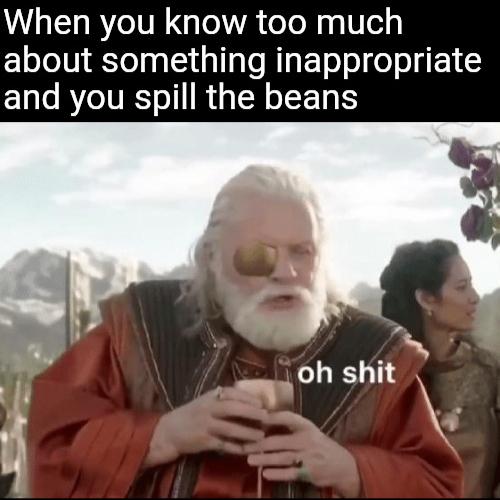 When you know too much
about something inappropriate
and you spill the beans
oh shit